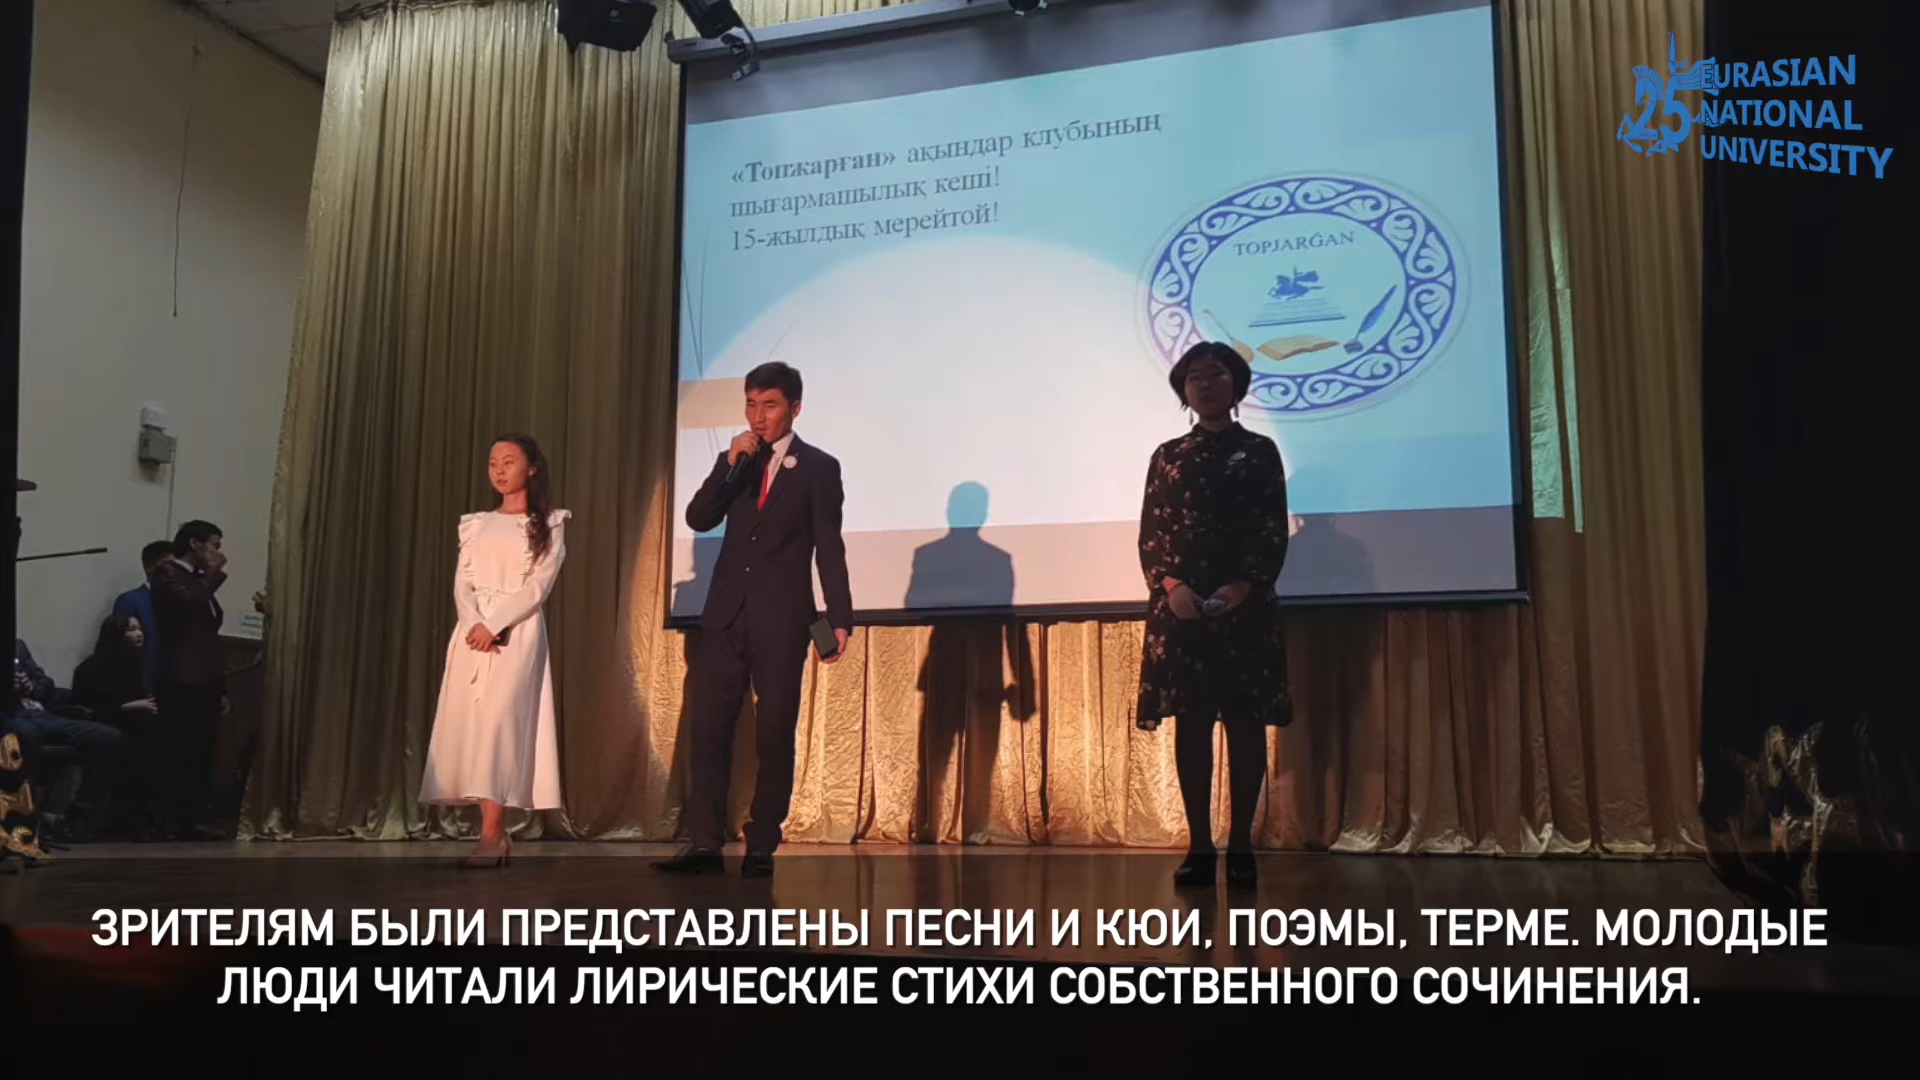 «Топжарған» ақындар клубының
шығармашылық кеші!
15-жылдық мерейтой!
TOPJARĞAN
25
EURASIAN
NATIONAL
UNIVERSITY
ЗРИТЕЛЯМ БЫЛИ ПРЕДСТАВЛЕНЫ ПЕСНИ И КЮИ, ПОЭМЫ, ТЕРМЕ. МОЛОДЫЕ
ЛЮДИ ЧИТАЛИ ЛИРИЧЕСКИЕ СТИХИ СОБСТВЕННОГО СОЧИНЕНИЯ.